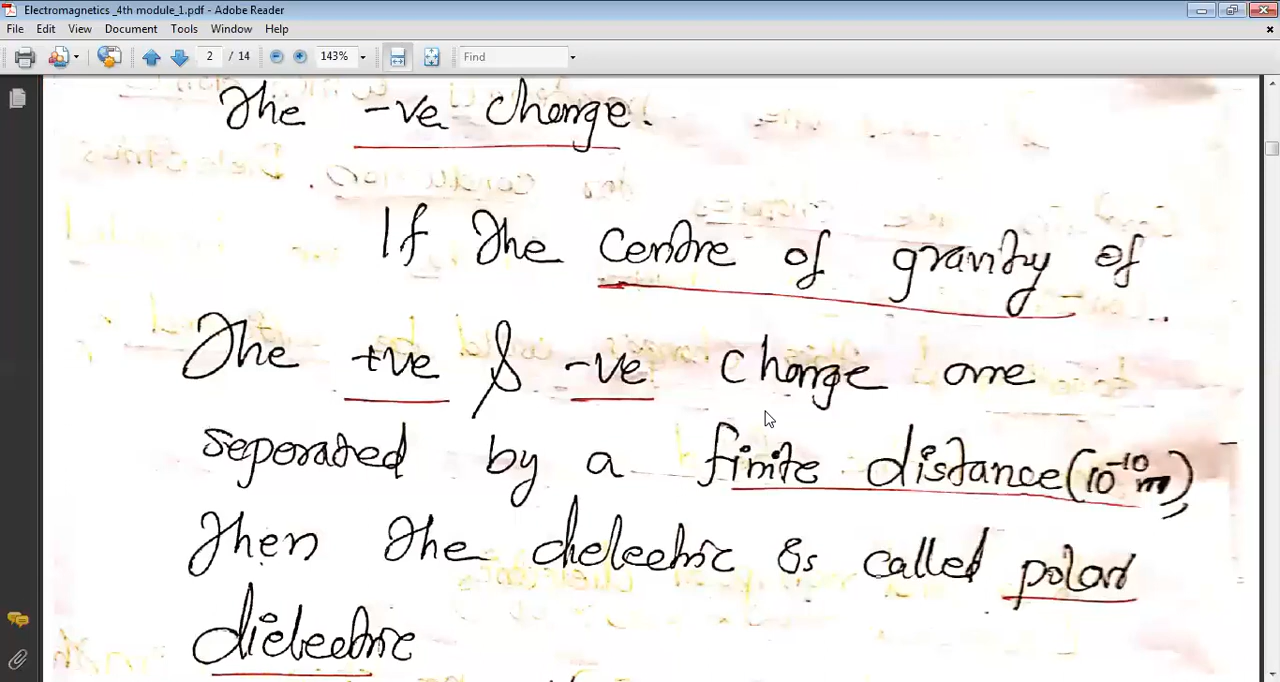 Electromagnetics _4th module_1.pdf - Adobe Reader
File Edit View Document Tools Window Help
2 / 14 143% Find
The -ve charge.
If the centre of gravity of
The +ve & -ve charge are
seperated by a finite distance (10⁻¹⁰ m),
Then the dielectric is called polar
dielectric